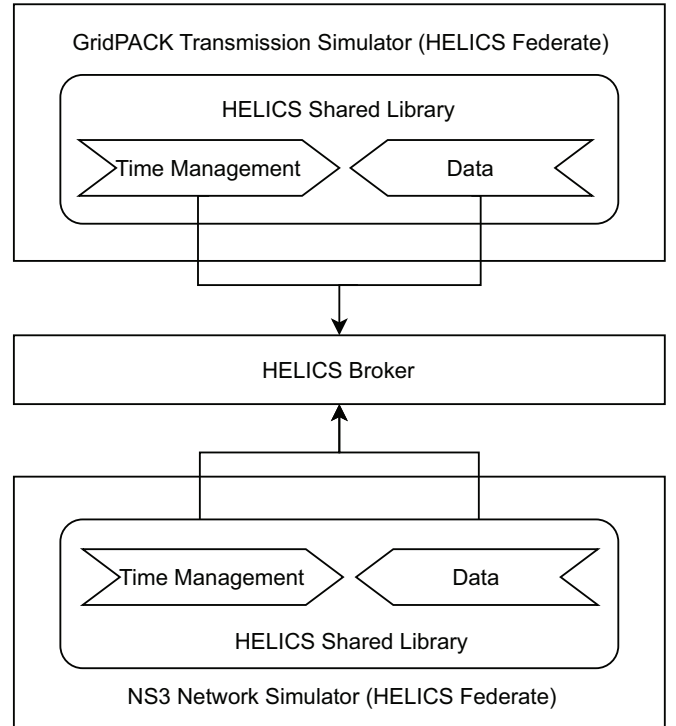 GridPACK Transmission Simulator (HELICS Federate)
HELICS Shared Library
Time Management
Data
HELICS Broker
Time Management
Data
HELICS Shared Library
NS3 Network Simulator (HELICS Federate)